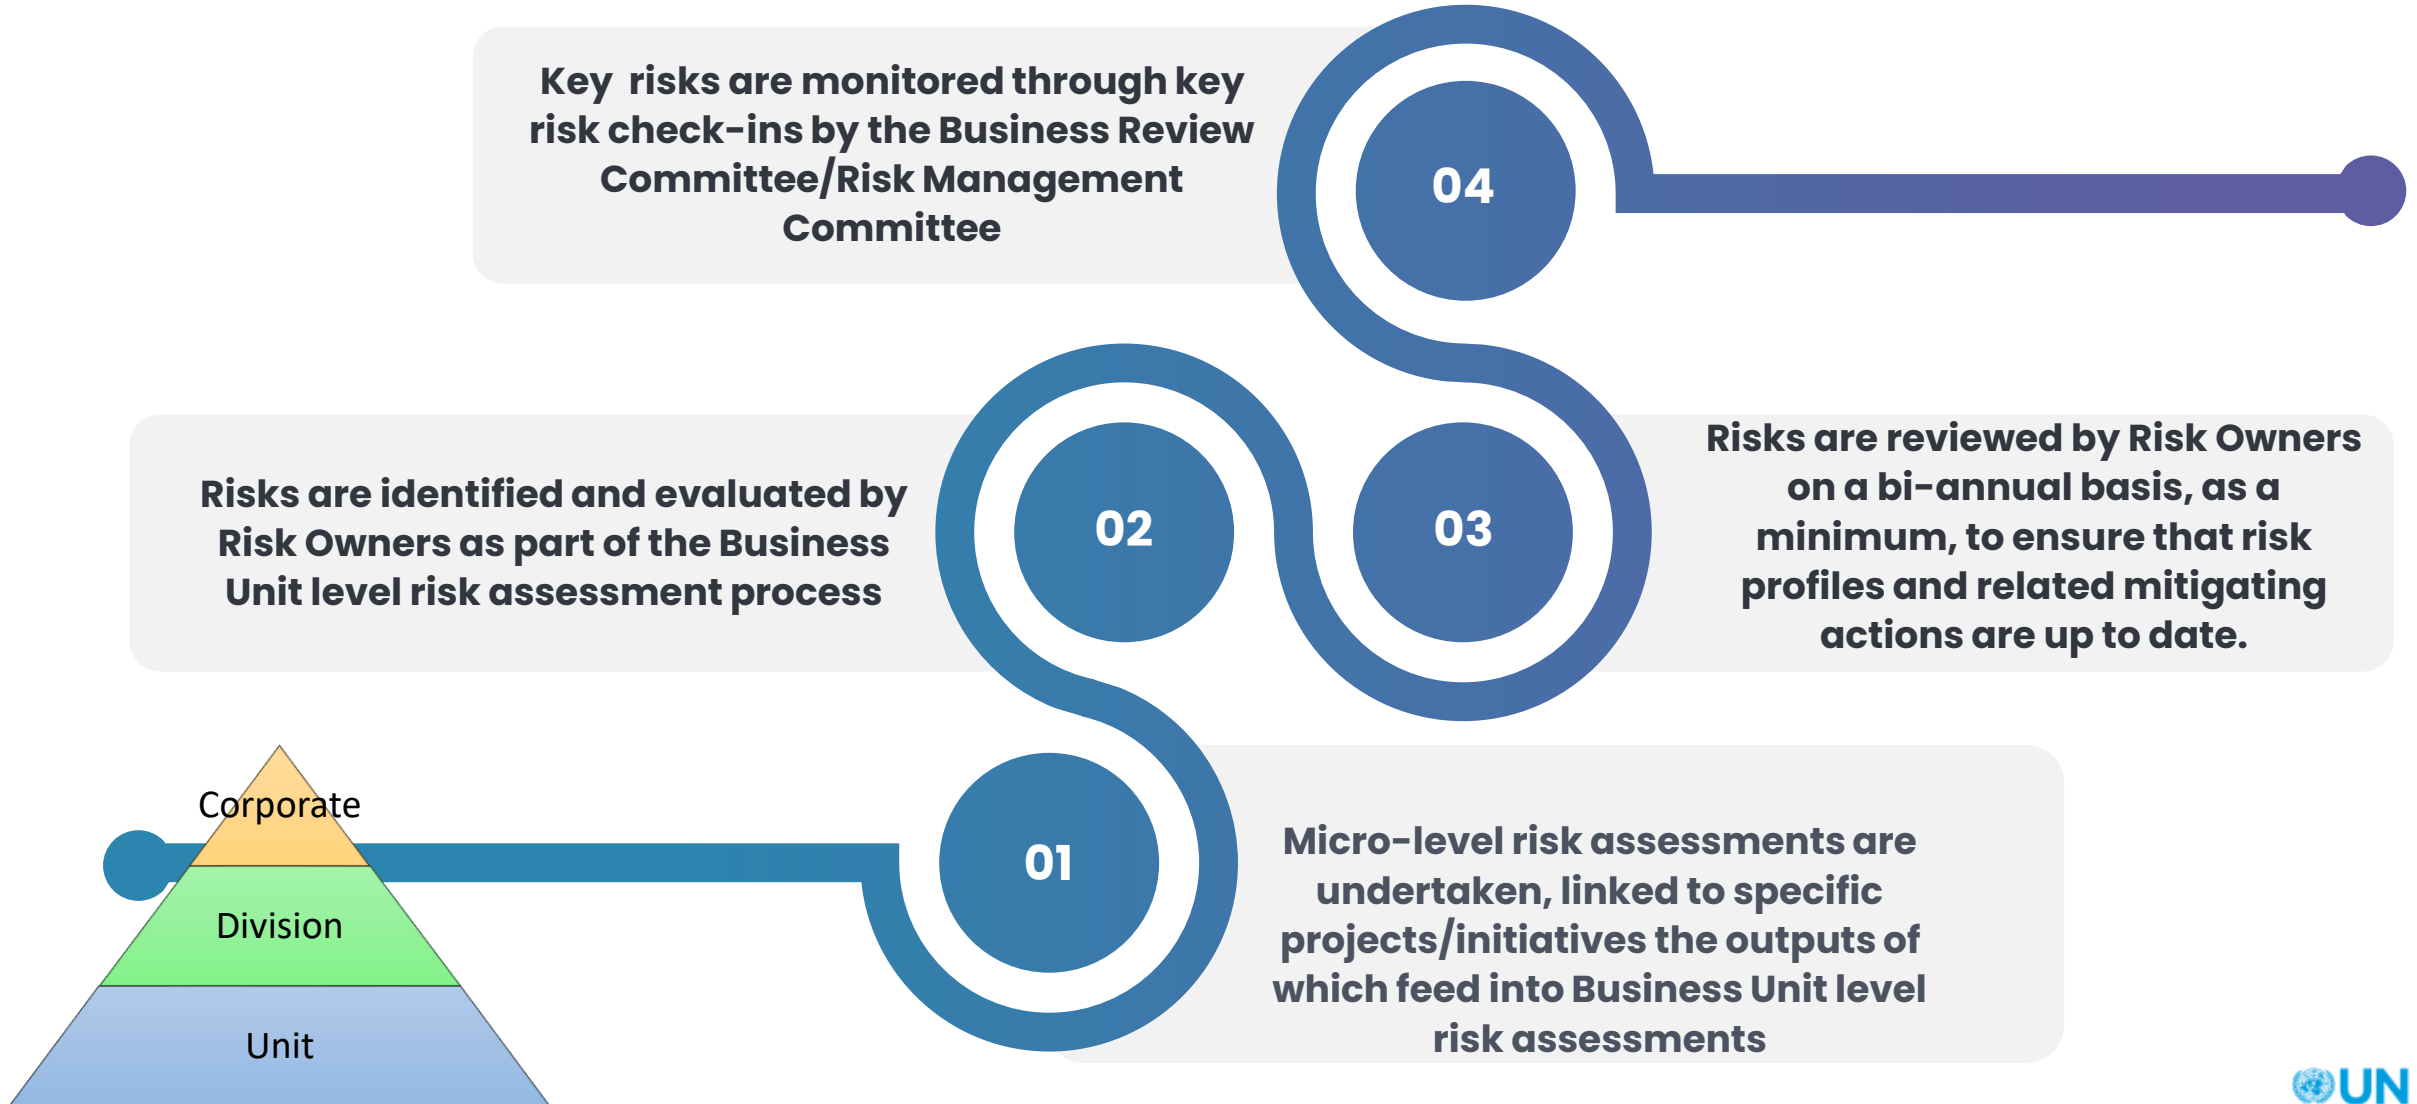 Key risks are monitored through key
risk check-ins by the Business Review
Committee/Risk Management
Committee
04
Risks are identified and evaluated by
Risk Owners as part of the Business
Unit level risk assessment process
02
03
Risks are reviewed by Risk Owners
on a bi-annual basis, as a
minimum, to ensure that risk
profiles and related mitigating
actions are up to date.
Corporate
Division
Unit
01
Micro-level risk assessments are
undertaken, linked to specific
projects/initiatives the outputs of
which feed into Business Unit level
risk assessments
UN